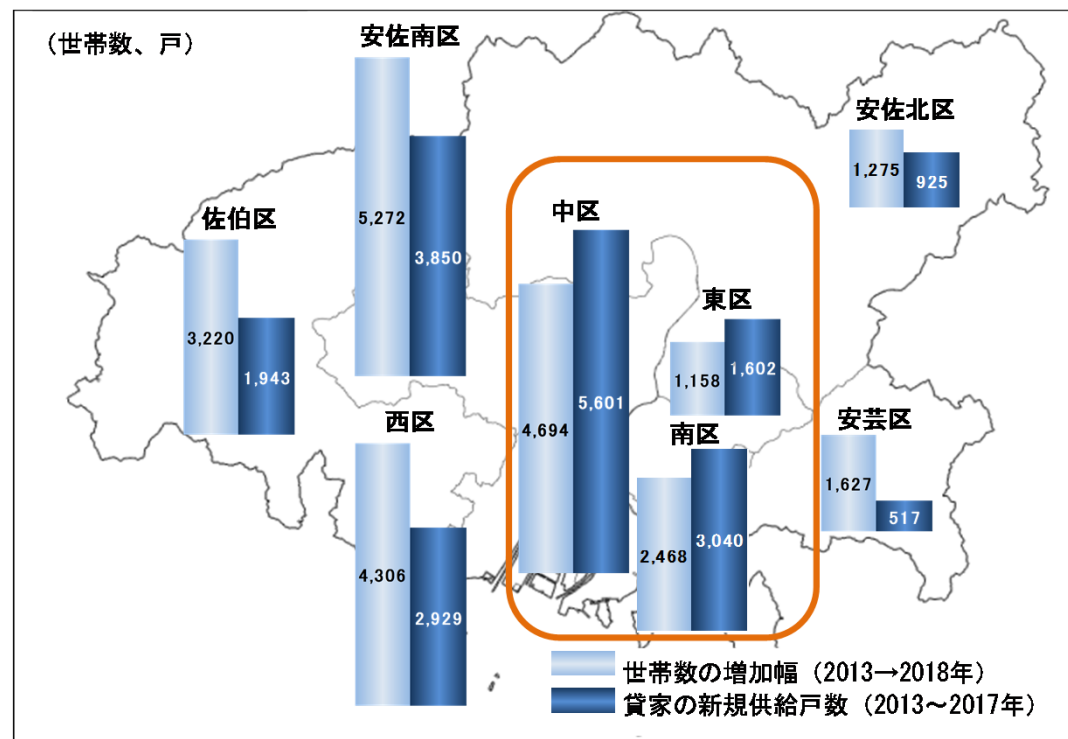 （世帯数、戸）
安佐南区
5,272
3,850
安佐北区
1,275
925
佐伯区
3,220
1,943
中区
4,694
5,601
東区
1,158
1,602
西区
4,306
2,929
南区
2,468
3,040
安芸区
1,627
517
世帯数の増加幅（2013→2018年）
貸家の新規供給戸数（2013～2017年）